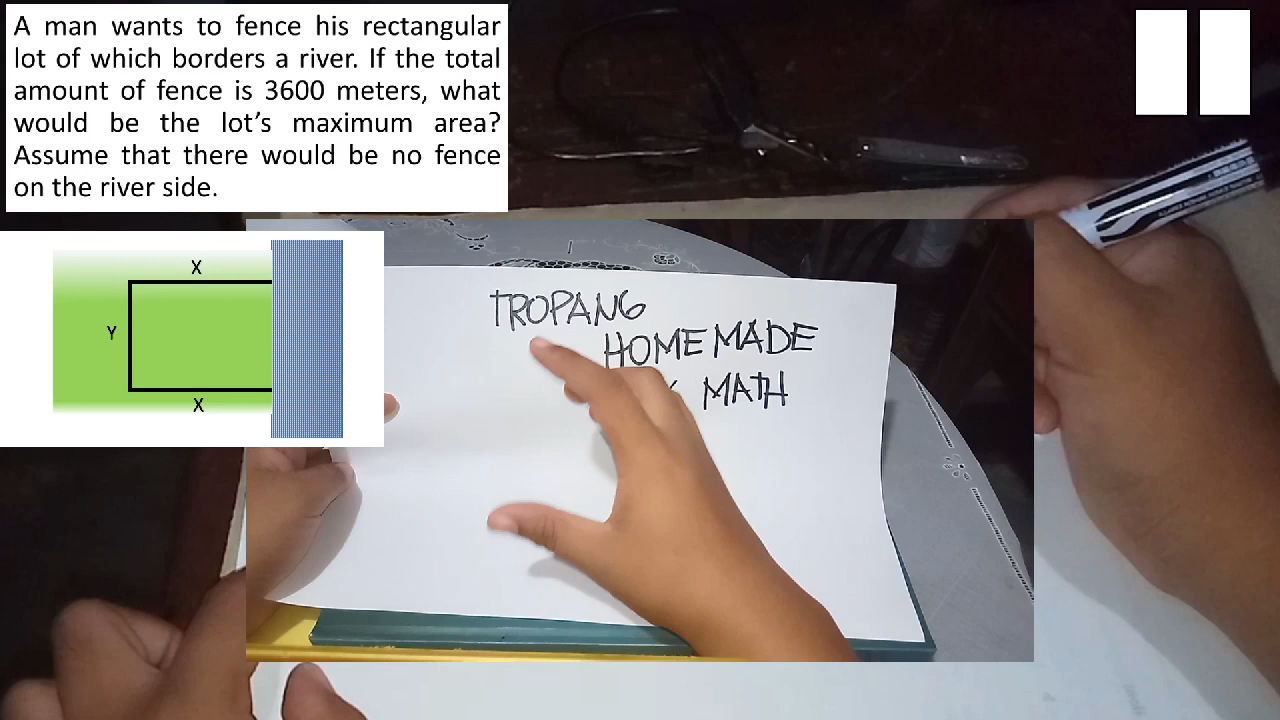 A man wants to fence his rectangular
lot of which borders a river. If the total
amount of fence is 3600 meters, what
would be the lot's maximum area?
Assume that there would be no fence
on the river side.
X
Y
X
TROPANG
HOMEMADE
MATH